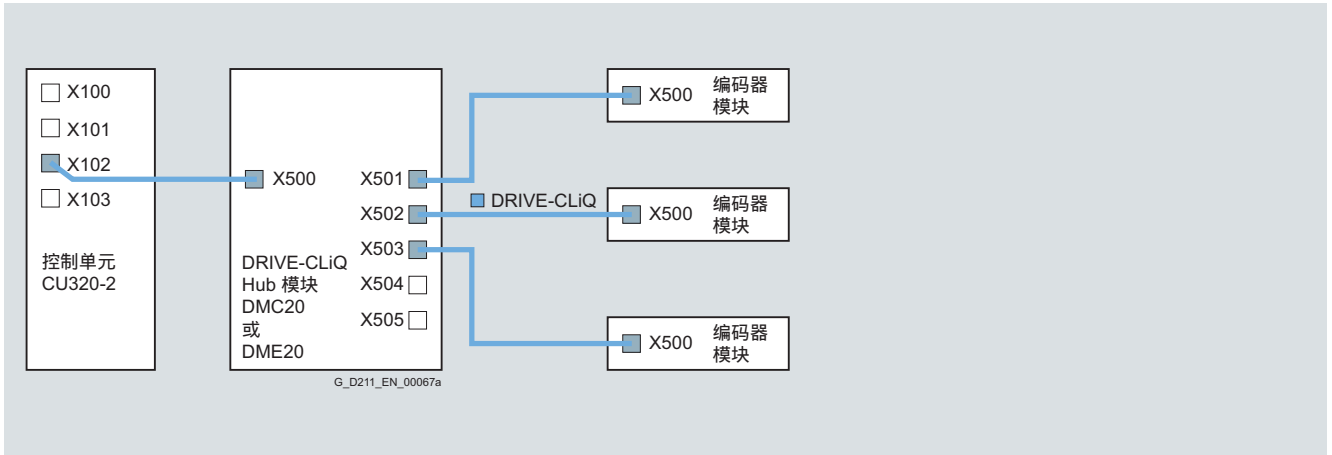 X100
X101
X102
X103
控制单元
CU320-2
X500
X501
X502
X503
X504
X505
DRIVE-CLiQ
Hub 模块
DMC20
或
DME20
G_D211_EN_00067a
DRIVE-CLiQ
X500
编码器
模块
X500
编码器
模块
X500
编码器
模块